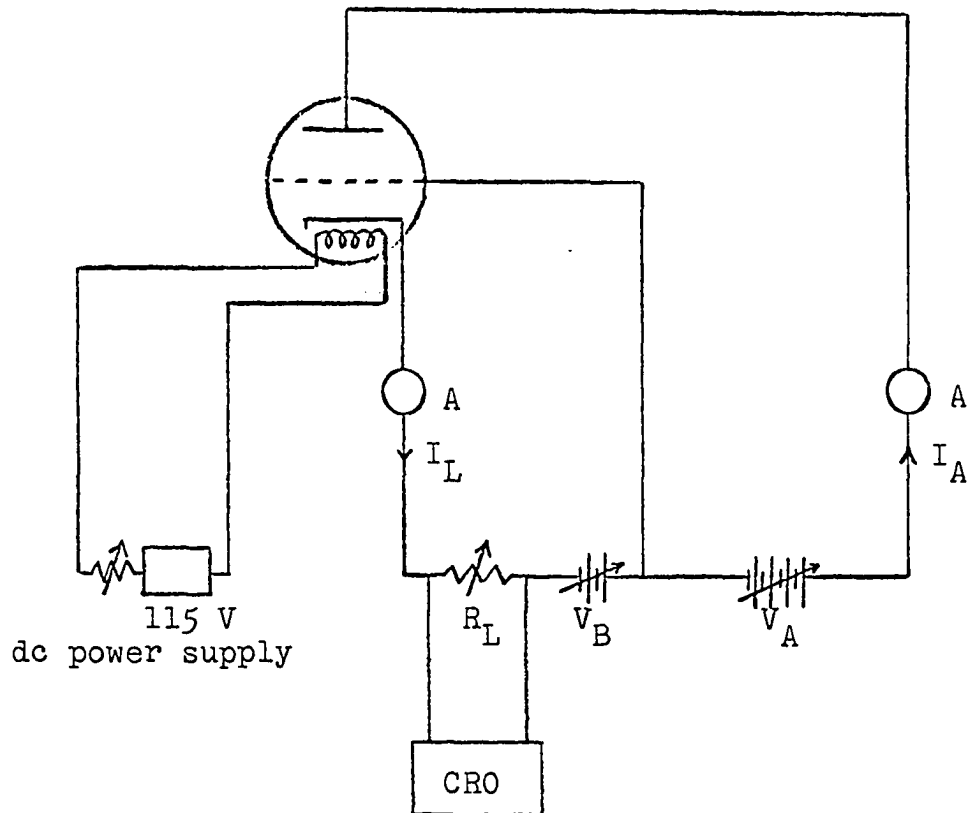 A
A
I_L
I_A
115 V
dc power supply
R_L
V_B
V_A
CRO